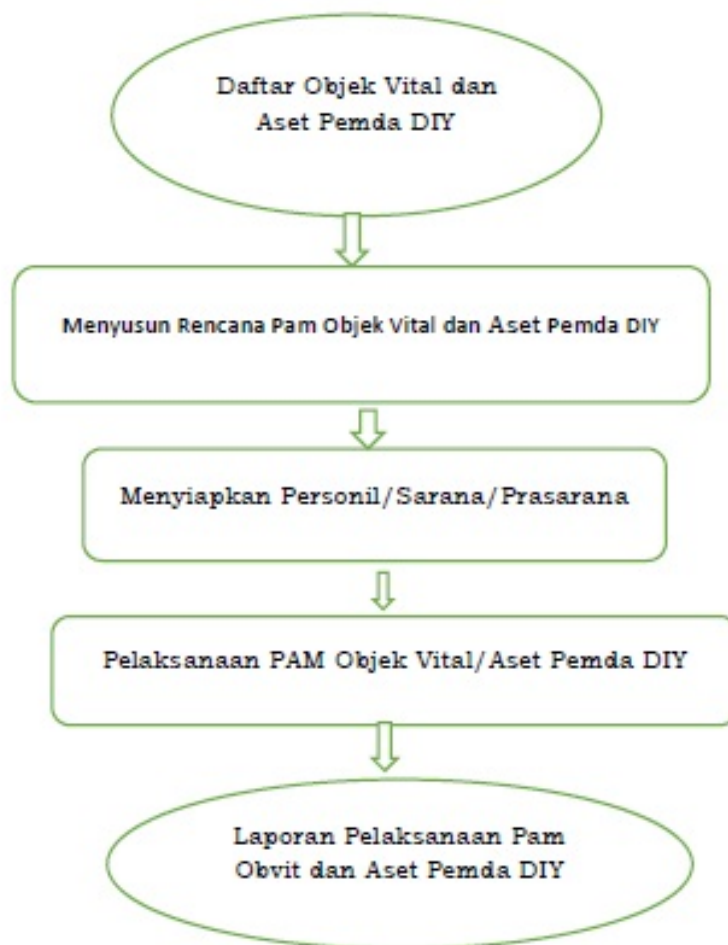 Daftar Objek Vital dan
Aset Pemda DIY
Menyusun Rencana Pam Objek Vital dan Aset Pemda DIY
Menyiapkan Personil/Sarana/Prasarana
Pelaksanaan PAM Objek Vital/Aset Pemda DIY
Laporan Pelaksanaan Pam
Obvit dan Aset Pemda DIY